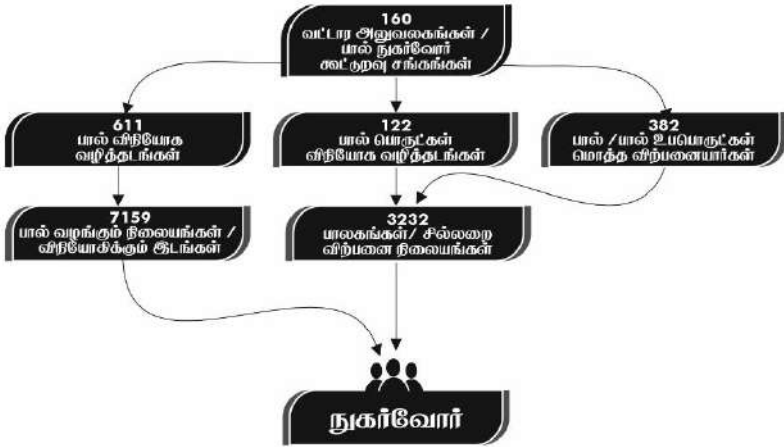 160
வட்டார அலுவலகங்கள் /
பால் நுகர்வோர்
கூட்டுறவு சங்கங்கள்
611
பால் விநியோக
வழித்தடங்கள்
122
பால் பொருட்கள்
விநியோக வழித்தடங்கள்
382
பால் /பால் உபபொருட்கள்
மொத்த விற்பனையார்கள்
7159
பால் வழங்கும் நிலையங்கள் /
விநியோகிக்கும் இடங்கள்
3232
பாலகங்கள்/ சில்லறை
விற்பனை நிலையங்கள்
நுகர்வோர்